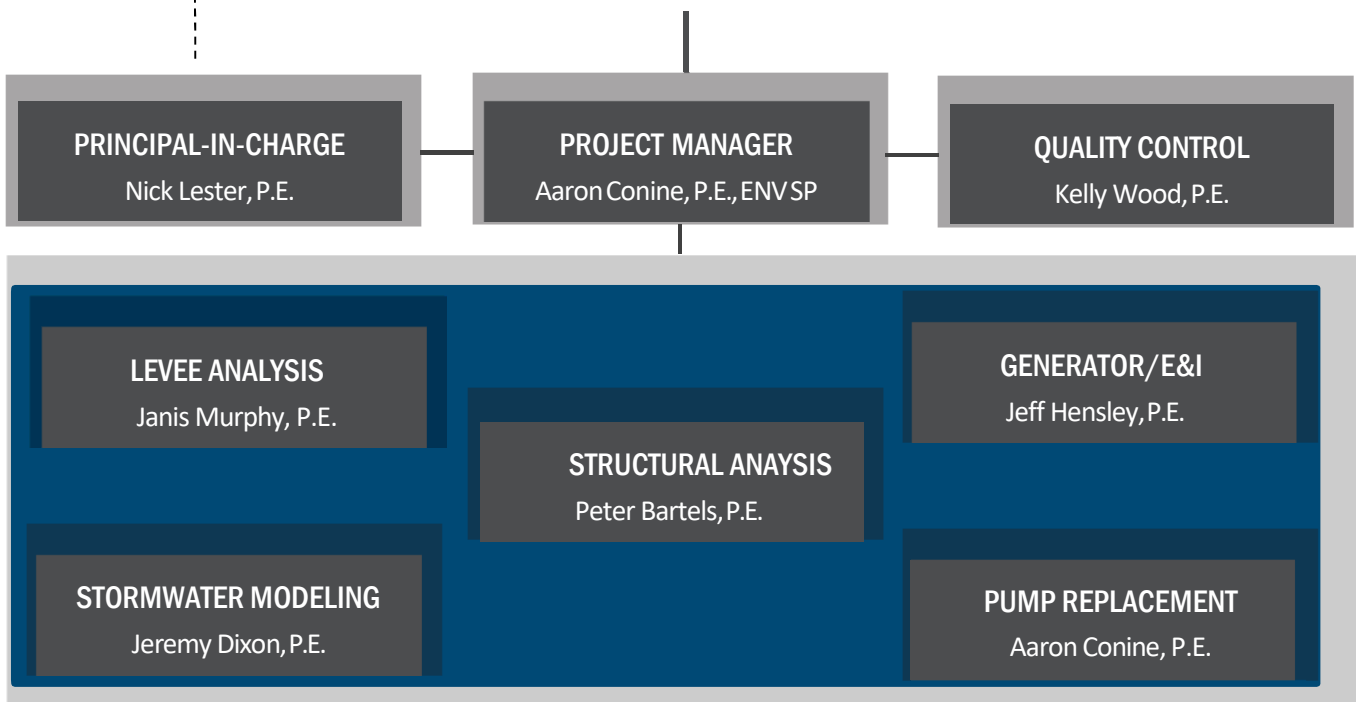 PRINCIPAL-IN-CHARGE
Nick Lester, P.E.
PROJECT MANAGER
Aaron Conine, P.E., ENV SP
QUALITY CONTROL
Kelly Wood, P.E.
LEVEE ANALYSIS
Janis Murphy, P.E.
GENERATOR/E&I
Jeff Hensley, P.E.
STRUCTURAL ANAYSIS
Peter Bartels, P.E.
STORMWATER MODELING
Jeremy Dixon, P.E.
PUMP REPLACEMENT
Aaron Conine, P.E.